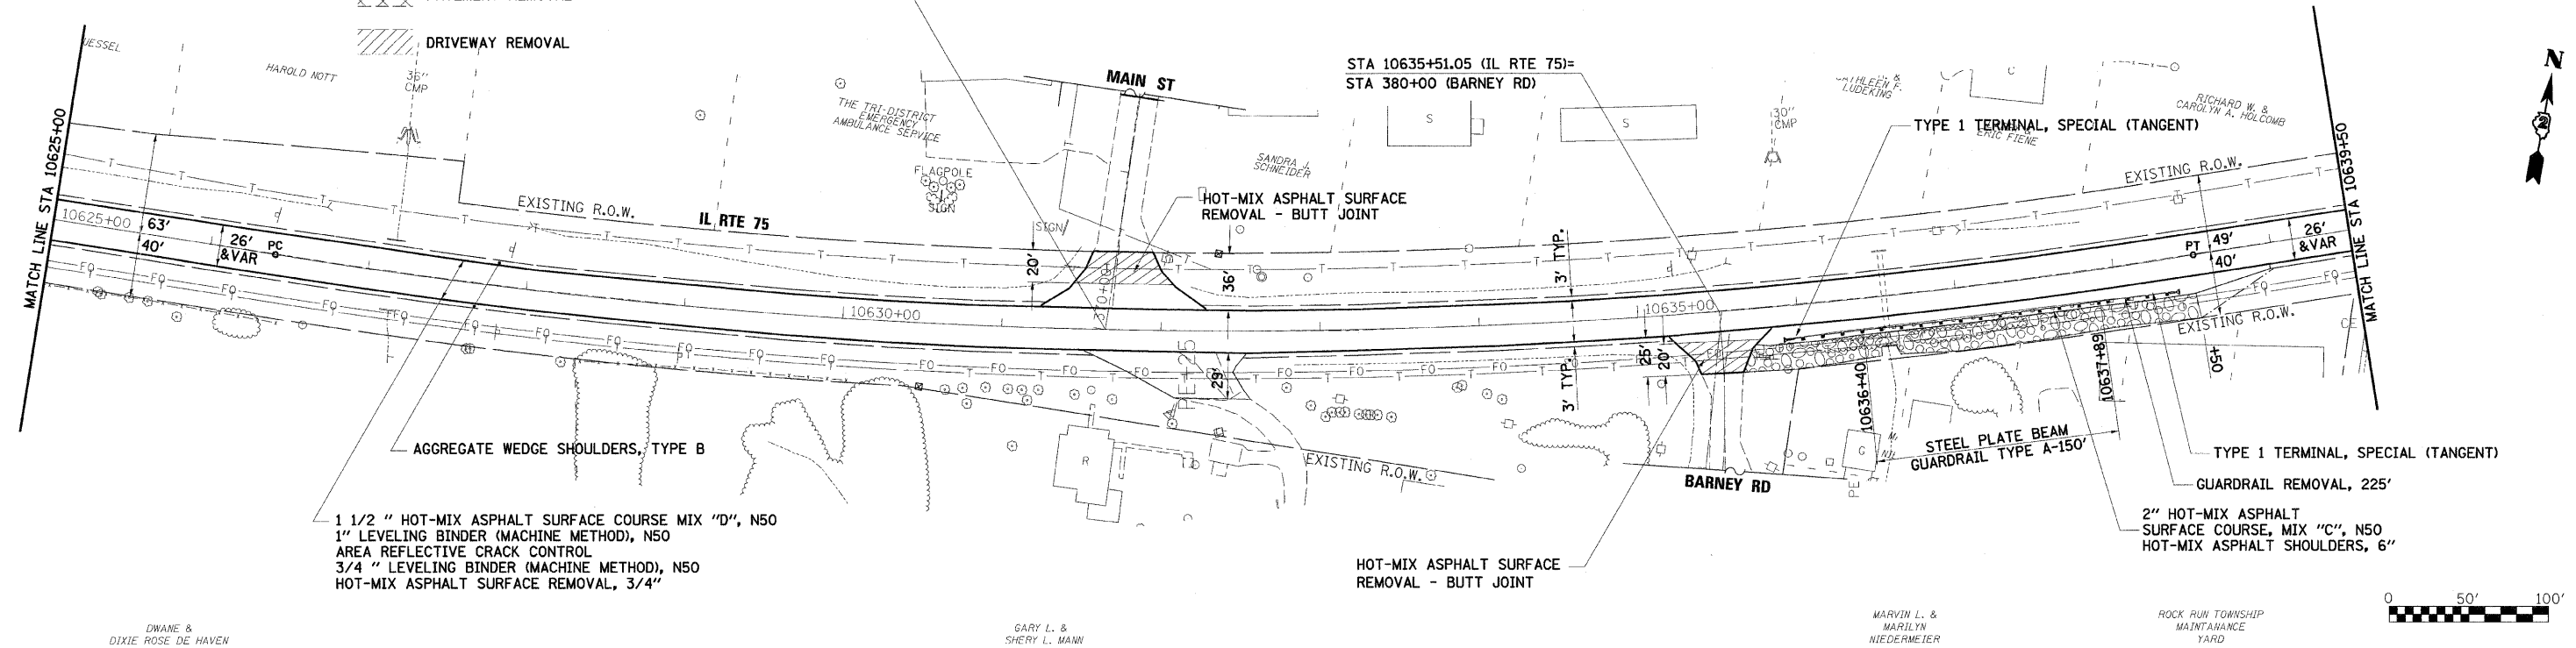 DRIVEWAY REMOVAL
HAROLD NOTT
36"
CMP
MAIN ST
THE TRI-DISTRICT
EMERGENCY
AMBULANCE SERVICE
FLAGPOLE
SIGN
SIGN
SANDRA J.
SCHNEIDER
HOT-MIX ASPHALT SURFACE
REMOVAL - BUTT JOINT
STA 10635+51.05 (IL RTE 75)=
STA 380+00 (BARNEY RD)
S
S
C
30"
CMP
LUDEKING
TYPE 1 TERMINAL, SPECIAL (TANGENT)
ERIC FIENE
RICHARD W. &
CAROLYN A. HOLCOMB
N
MATCH LINE STA 10625+00
MATCH LINE STA 10639+50
EXISTING R.O.W.
EXISTING R.O.W.
IL RTE 75
10625+00
63'
40'
26'
&VAR
PC
10630+00
20'
36'
29'
3' TYP.
3' TYP.
10635+00
25'
20'
PT
49'
40'
26'
&VAR
EXISTING R.O.W.
EXISTING R.O.W.
+50
10636+40
10637+89
STEEL PLATE BEAM
GUARDRAIL TYPE A-150'
R
G
PE
CE
BARNEY RD
TYPE 1 TERMINAL, SPECIAL (TANGENT)
GUARDRAIL REMOVAL, 225'
2" HOT-MIX ASPHALT
SURFACE COURSE, MIX "C", N50
HOT-MIX ASPHALT SHOULDERS, 6"
AGGREGATE WEDGE SHOULDERS, TYPE B
1 1/2 " HOT-MIX ASPHALT SURFACE COURSE MIX "D", N50
1" LEVELING BINDER (MACHINE METHOD), N50
AREA REFLECTIVE CRACK CONTROL
3/4 " LEVELING BINDER (MACHINE METHOD), N50
HOT-MIX ASPHALT SURFACE REMOVAL, 3/4"
HOT-MIX ASPHALT SURFACE
REMOVAL - BUTT JOINT
0 50' 100'
DWANE &
DIXIE ROSE DE HAVEN
GARY L. &
SHERY L. MANN
MARVIN L. &
MARILYN
NIEDERMEIER
ROCK RUN TOWNSHIP
MAINTANANCE
YARD